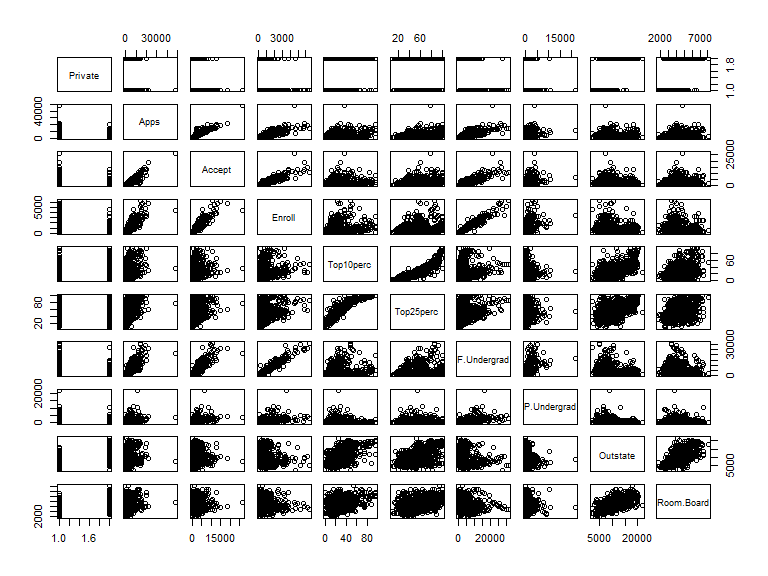 0 30000 0 3000 20 60 0 15000 2000 7000
Private 1.0 1.8
0 40000 Apps
Accept 0 25000
0 5000 Enroll
Top10perc 0 60
20 80 Top25perc
F.Undergrad 0 30000
0 20000 P.Undergrad
Outstate 5000
2000 Room.Board
1.0 1.6 0 15000 0 40 80 0 20000 5000 20000